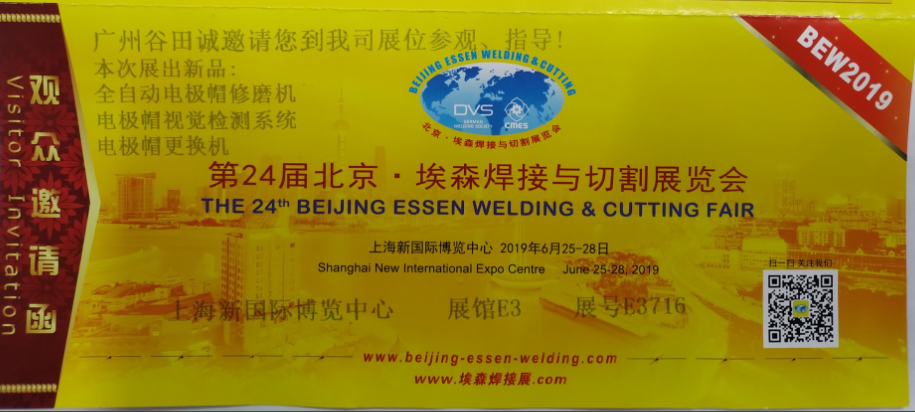 观众邀请函
Visitor Invitation
广州谷田诚邀请您到我司展位参观、指导!
本次展出新品:
全自动电极帽修磨机
电极帽视觉检测系统
电极帽更换机
BEW2019
BEIJING ESSEN WELDING & CUTTING
DVS
GERMAN
WELDING SOCIETY
CMES
北京·埃森焊接与切割展览会
第24届北京·埃森焊接与切割展览会
THE 24th BEIJING ESSEN WELDING & CUTTING FAIR
上海新国际博览中心 2019年6月25-28日
Shanghai New International Expo Centre June 25-28, 2019
扫一扫 关注我们
上海新国际博览中心 展馆E3 展号E3716
www.beijing-essen-welding.com
www.埃森焊接展.com